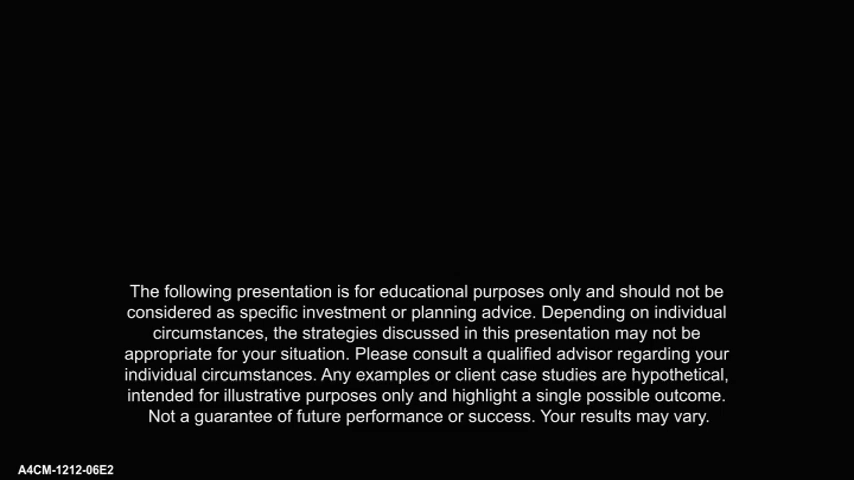 The following presentation is for educational purposes only and should not be
considered as specific investment or planning advice. Depending on individual
circumstances, the strategies discussed in this presentation may not be
appropriate for your situation. Please consult a qualified advisor regarding your
individual circumstances. Any examples or client case studies are hypothetical,
intended for illustrative purposes only and highlight a single possible outcome.
Not a guarantee of future performance or success. Your results may vary.
A4CM-1212-06E2